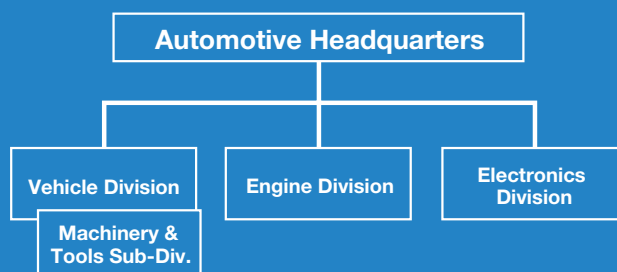 Automotive Headquarters
Vehicle Division
Engine Division
Electronics
Division
Machinery &
Tools Sub-Div.